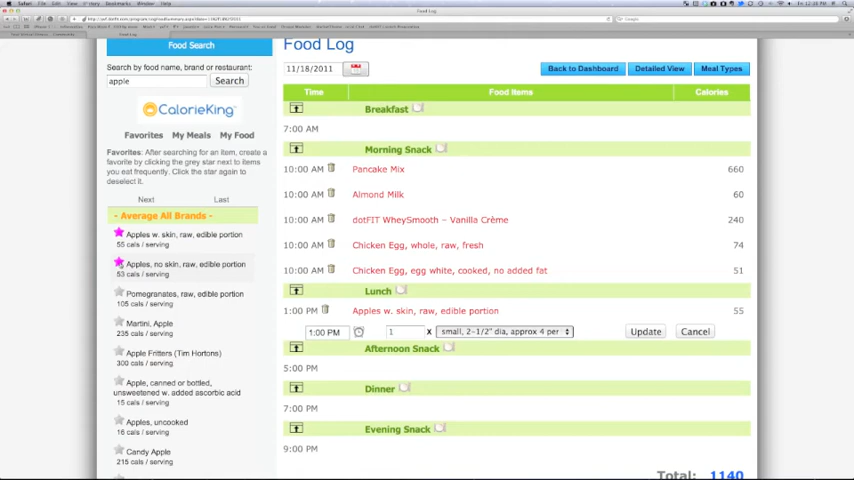 Safari File Edit View History Bookmarks Window Help
Food Log
Food Search
Search by food name, brand or restaurant:
apple
Search
CalorieKing
Favorites My Meals My Food
Favorites: After searching for an item, create a
favorite by clicking the grey star next to items
you eat frequently. Click the star again to
deselect it.
Next Last
- Average All Brands -
Apples w. skin, raw, edible portion
55 cals / serving
Apples, no skin, raw, edible portion
53 cals / serving
Pomegranates, raw, edible portion
105 cals / serving
Martini, Apple
235 cals / serving
Apple Fritters (Tim Hortons)
300 cals / serving
Apple, canned or bottled,
unsweetened w. added ascorbic acid
15 cals / serving
Apples, uncooked
16 cals / serving
Candy Apple
215 cals / serving
Food Log
11/18/2011
Back to Dashboard Detailed View Meal Types
Time Food Items Calories
Breakfast
7:00 AM
Morning Snack
10:00 AM Pancake Mix 660
10:00 AM Almond Milk 60
10:00 AM dotFIT WheySmooth – Vanilla Crème 240
10:00 AM Chicken Egg, whole, raw, fresh 74
10:00 AM Chicken Egg, egg white, cooked, no added fat 51
Lunch
1:00 PM Apples w. skin, raw, edible portion 55
1:00 PM 1 X small, 2-1/2" dia, approx 4 per Update Cancel
Afternoon Snack
5:00 PM
Dinner
7:00 PM
Evening Snack
9:00 PM
Total: 1140